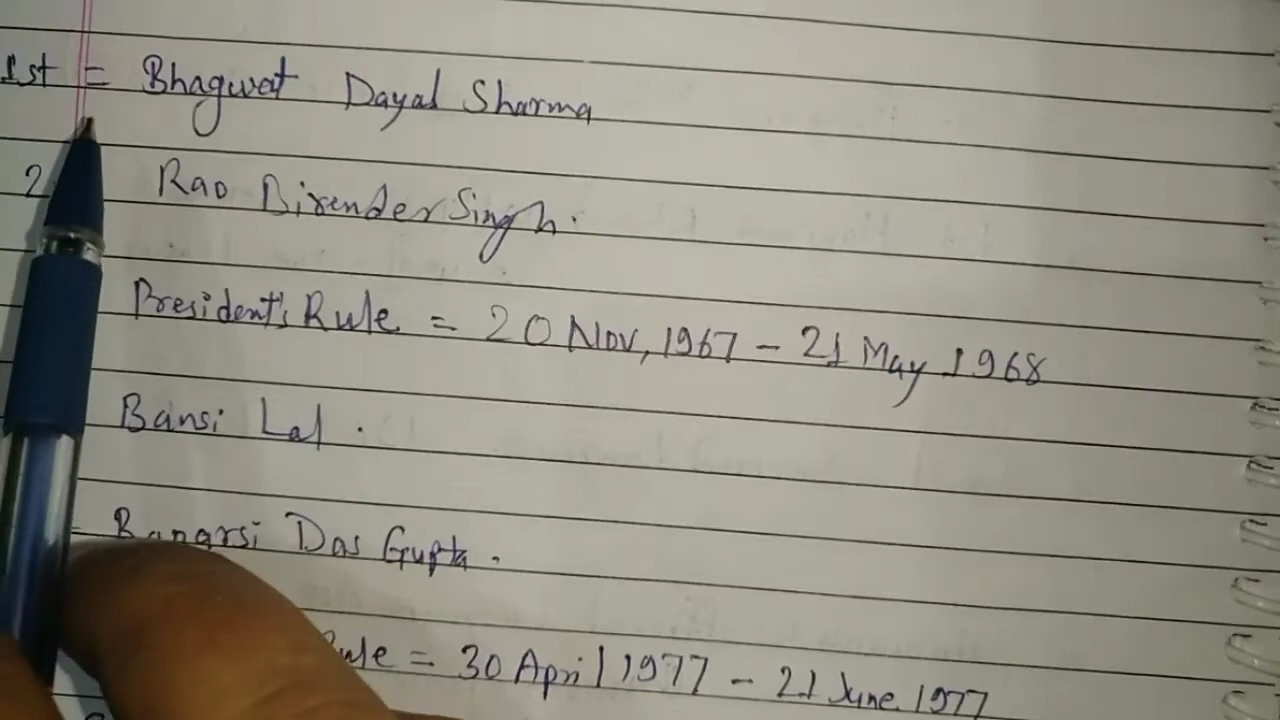 1st = Bhagwat Dayal Sharma
2 Rao Birender Singh.
President's Rule = 20 Nov, 1967 - 21 May 1968
Bansi Lal .
= Banarsi Das Gupta .
Rule = 30 April 1977 - 21 June 1977